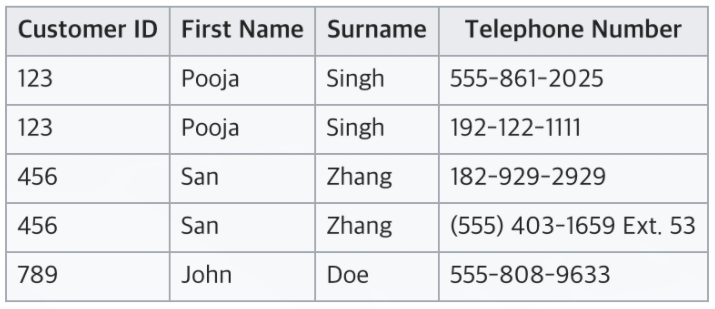 Customer ID First Name Surname Telephone Number
123 Pooja Singh 555-861-2025
123 Pooja Singh 192-122-1111
456 San Zhang 182-929-2929
456 San Zhang (555) 403-1659 Ext. 53
789 John Doe 555-808-9633